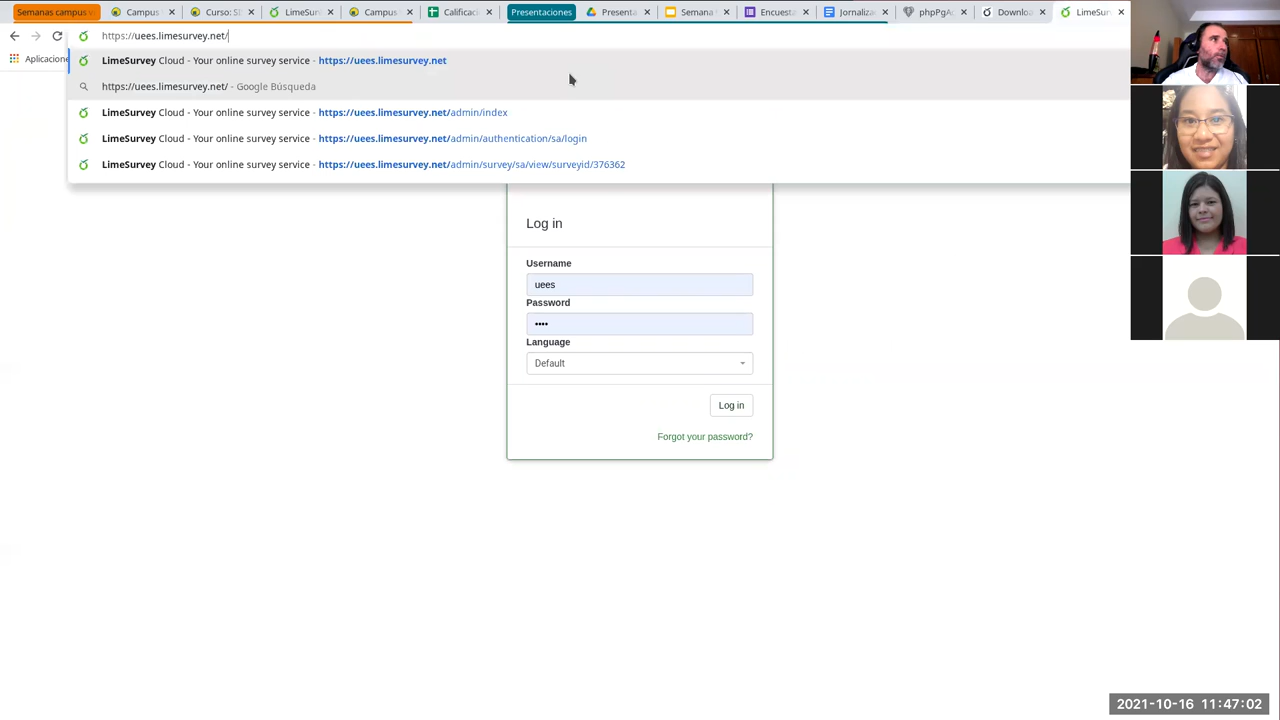 Semanas campus v
Campus
Curso: SI
LimeSurv
Campus
Calificaci
Presentaciones
Presenta
Semana
Encuesta
Jornaliza
phpPgA
Downloa
LimeSur
https://uees.limesurvey.net/
Aplicacione
LimeSurvey Cloud - Your online survey service - https://uees.limesurvey.net
https://uees.limesurvey.net/ - Google Búsqueda
LimeSurvey Cloud - Your online survey service - https://uees.limesurvey.net/admin/index
LimeSurvey Cloud - Your online survey service - https://uees.limesurvey.net/admin/authentication/sa/login
LimeSurvey Cloud - Your online survey service - https://uees.limesurvey.net/admin/survey/sa/view/surveyid/376362
Log in
Username
uees
Password
••••
Language
Default
Log in
Forgot your password?
2021-10-16 11:47:02